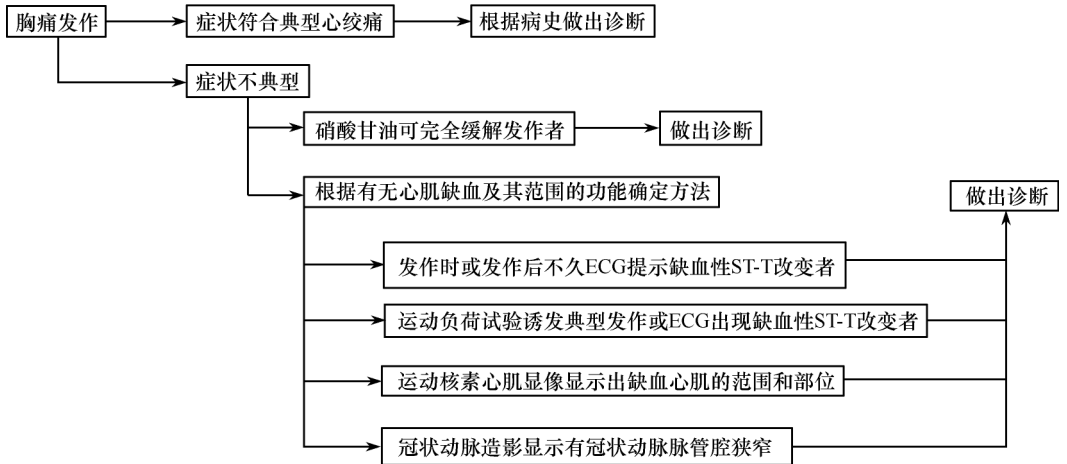 胸痛发作
症状符合典型心绞痛
根据病史做出诊断
症状不典型
硝酸甘油可完全缓解发作者
做出诊断
根据有无心肌缺血及其范围的功能确定方法
做出诊断
发作时或发作后不久ECG提示缺血性ST-T改变者
运动负荷试验诱发典型发作或ECG出现缺血性ST-T改变者
运动核素心肌显像显示出缺血心肌的范围和部位
冠状动脉造影显示有冠状动脉脉管腔狭窄